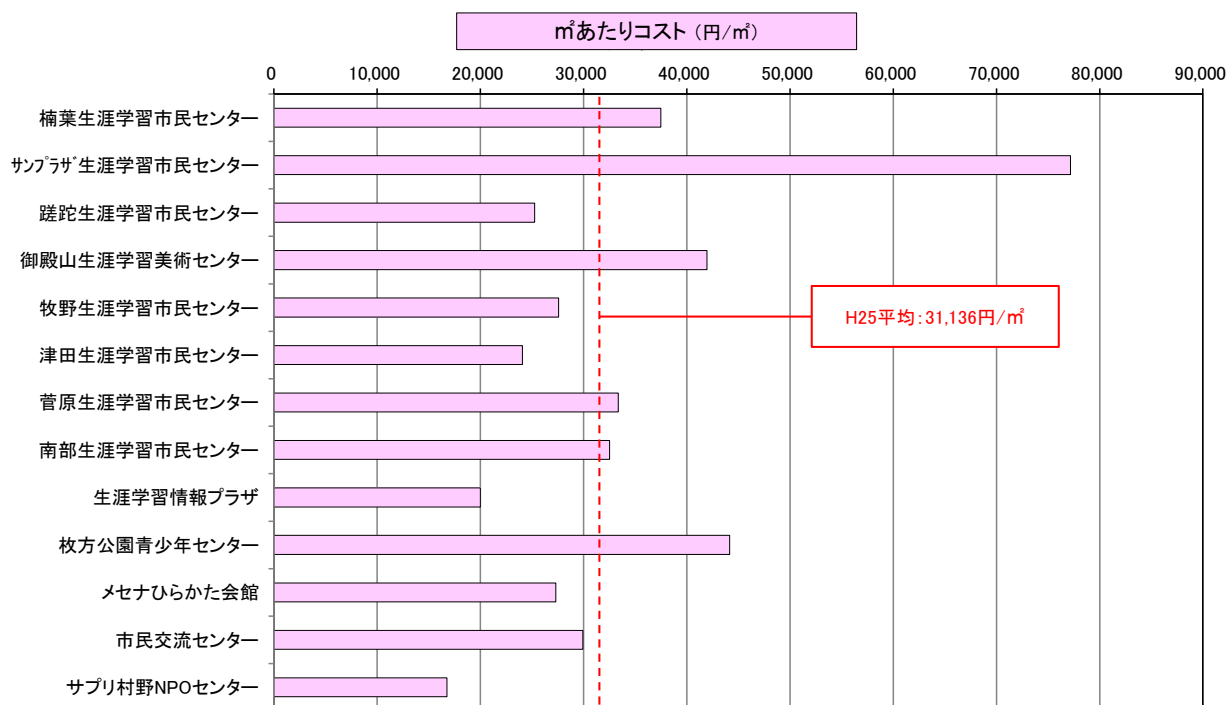 ㎡あたりコスト（円/㎡）
0 10,000 20,000 30,000 40,000 50,000 60,000 70,000 80,000 90,000
楠葉生涯学習市民センター
ｻﾝﾌﾟﾗｻﾞ生涯学習市民センター
蹉跎生涯学習市民センター
御殿山生涯学習美術センター
牧野生涯学習市民センター
H25平均：31,136円/㎡
津田生涯学習市民センター
菅原生涯学習市民センター
南部生涯学習市民センター
生涯学習情報プラザ
枚方公園青少年センター
メセナひらかた会館
市民交流センター
サプリ村野NPOセンター